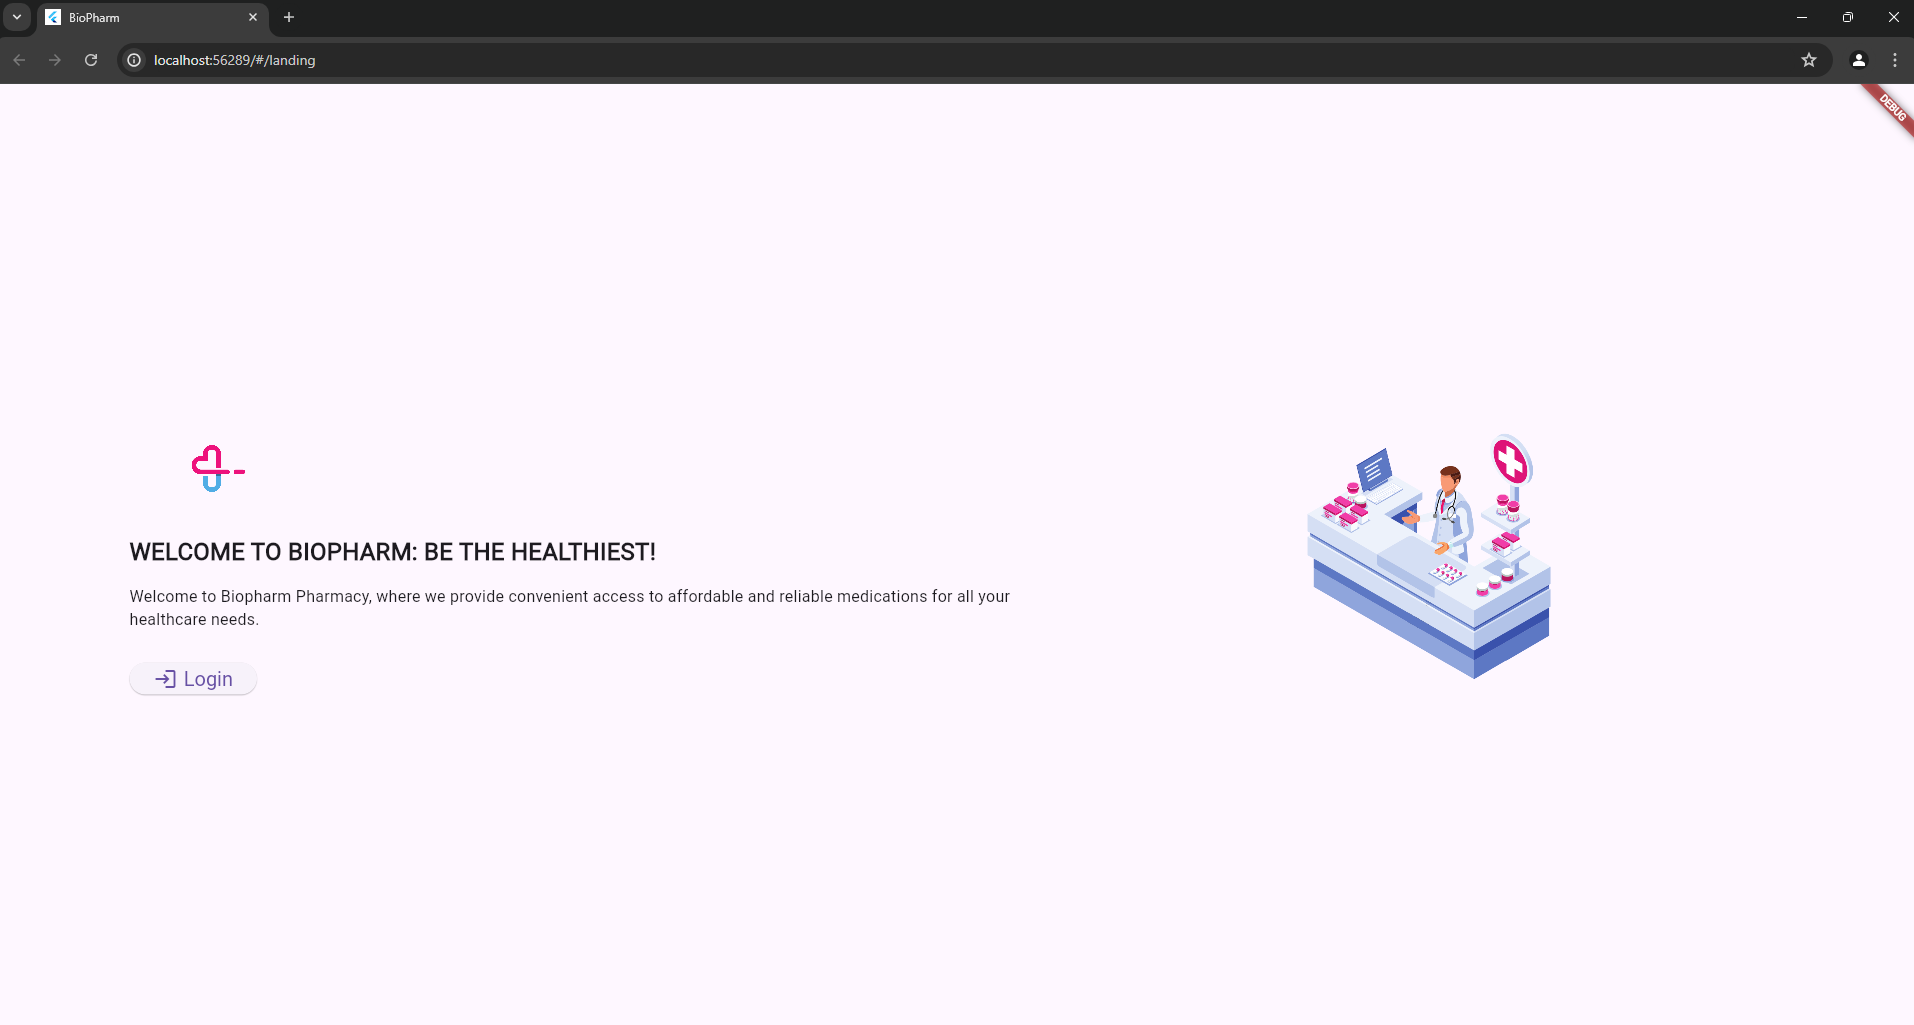 BioPharm
localhost:56289/#/landing
DEBUG
WELCOME TO BIOPHARM: BE THE HEALTHIEST!
Welcome to Biopharm Pharmacy, where we provide convenient access to affordable and reliable medications for all your
healthcare needs.
Login